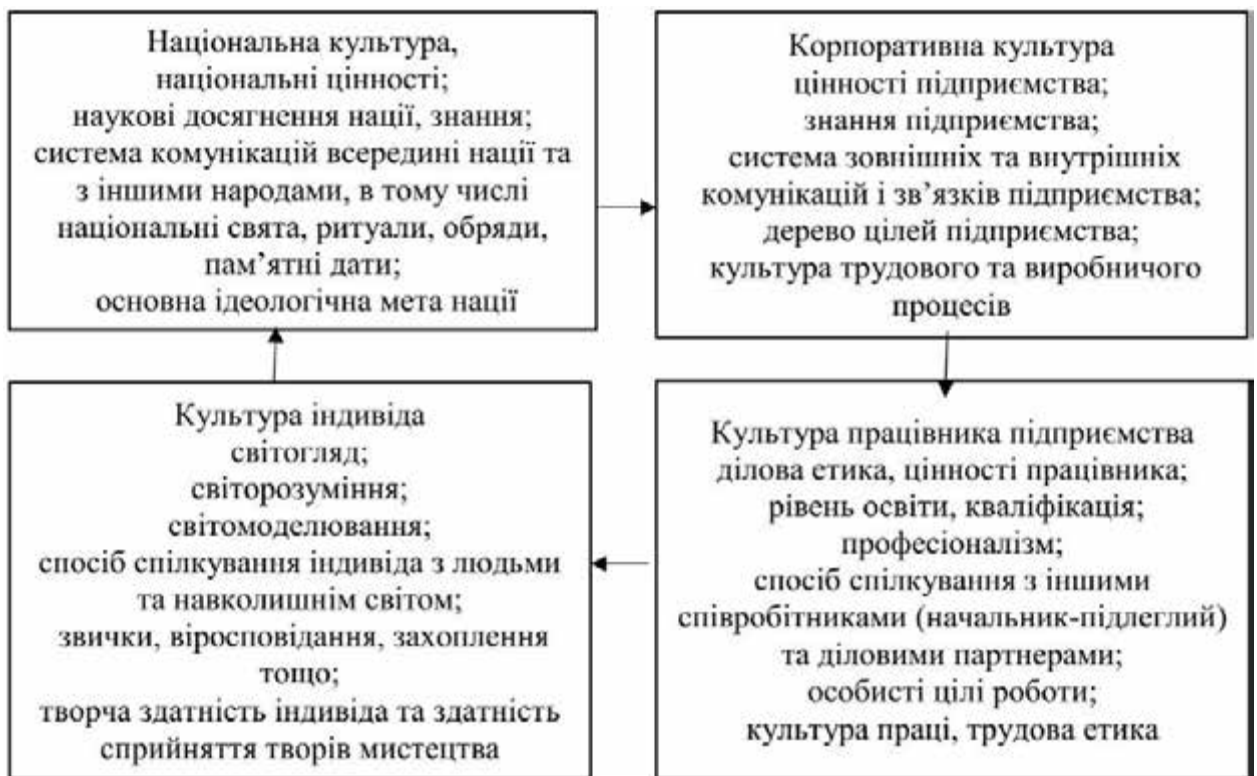 Національна культура,
національні цінності;
наукові досягнення нації, знання;
система комунікацій всередині нації та
з іншими народами, в тому числі
національні свята, ритуали, обряди,
пам’ятні дати;
основна ідеологічна мета нації
Корпоративна культура
цінності підприємства;
знання підприємства;
система зовнішніх та внутрішніх
комунікацій і зв’язків підприємства;
дерево цілей підприємства;
культура трудового та виробничого
процесів
Культура індивіда
світогляд;
світорозуміння;
світомоделювання;
спосіб спілкування індивіда з людьми
та навколишнім світом;
звички, віросповідання, захоплення
тощо;
творча здатність індивіда та здатність
сприйняття творів мистецтва
Культура працівника підприємства
ділова етика, цінності працівника;
рівень освіти, кваліфікація;
професіоналізм;
спосіб спілкування з іншими
співробітниками (начальник-підлеглий)
та діловими партнерами;
особисті цілі роботи;
культура праці, трудова етика